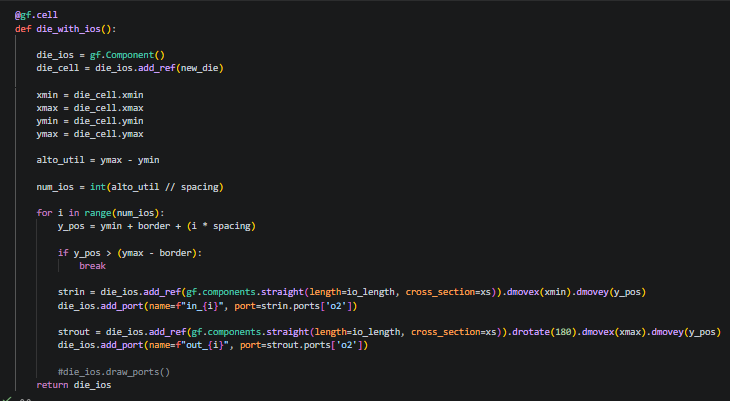 @gf.cell
def die_with_ios():
die_ios = gf.Component()
die_cell = die_ios.add_ref(new_die)
xmin = die_cell.xmin
xmax = die_cell.xmax
ymin = die_cell.ymin
ymax = die_cell.ymax
alto_util = ymax - ymin
num_ios = int(alto_util // spacing)
for i in range(num_ios):
y_pos = ymin + border + (i * spacing)
if y_pos > (ymax - border):
break
strin = die_ios.add_ref(gf.components.straight(length=io_length, cross_section=xs)).dmovex(xmin).dmovey(y_pos)
die_ios.add_port(name=f"in_{i}", port=strin.ports['o2'])
strout = die_ios.add_ref(gf.components.straight(length=io_length, cross_section=xs)).drotate(180).dmovex(xmax).dmovey(y_pos)
die_ios.add_port(name=f"out_{i}", port=strout.ports['o2'])
#die_ios.draw_ports()
return die_ios